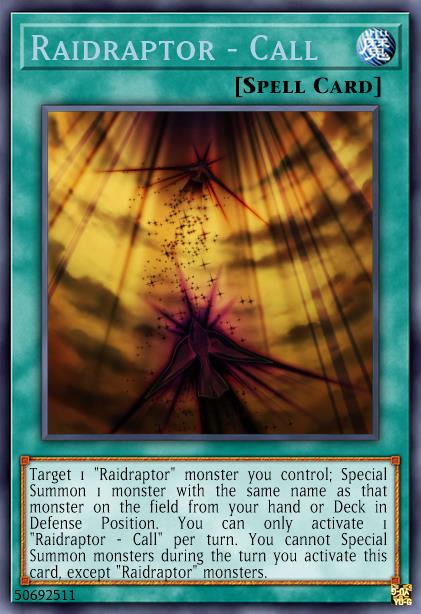 Raidraptor - Call
魔
[Spell Card]
Target 1 "Raidraptor" monster you control; Special
Summon 1 monster with the same name as that
monster on the field from your hand or Deck in
Defense Position. You can only activate 1
"Raidraptor - Call" per turn. You cannot Special
Summon monsters during the turn you activate this
card, except "Raidraptor" monsters.
50692511